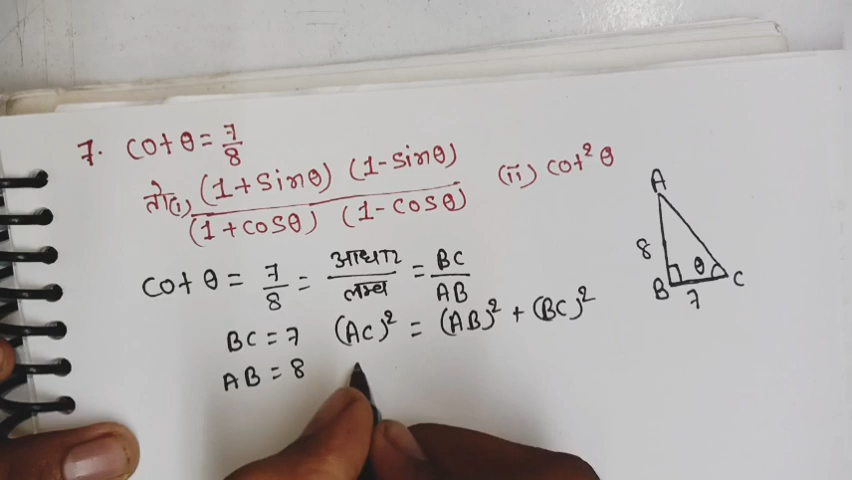 7. cot θ = 7/8
तो (i) (1+sinθ) (1-sinθ) / (1+cosθ) (1-cosθ) (ii) cot² θ
cot θ = 7/8 = आधार/लम्ब = BC/AB
BC = 7 (AC)² = (AB)² + (BC)²
AB = 8
A
8
θ
B
C
7